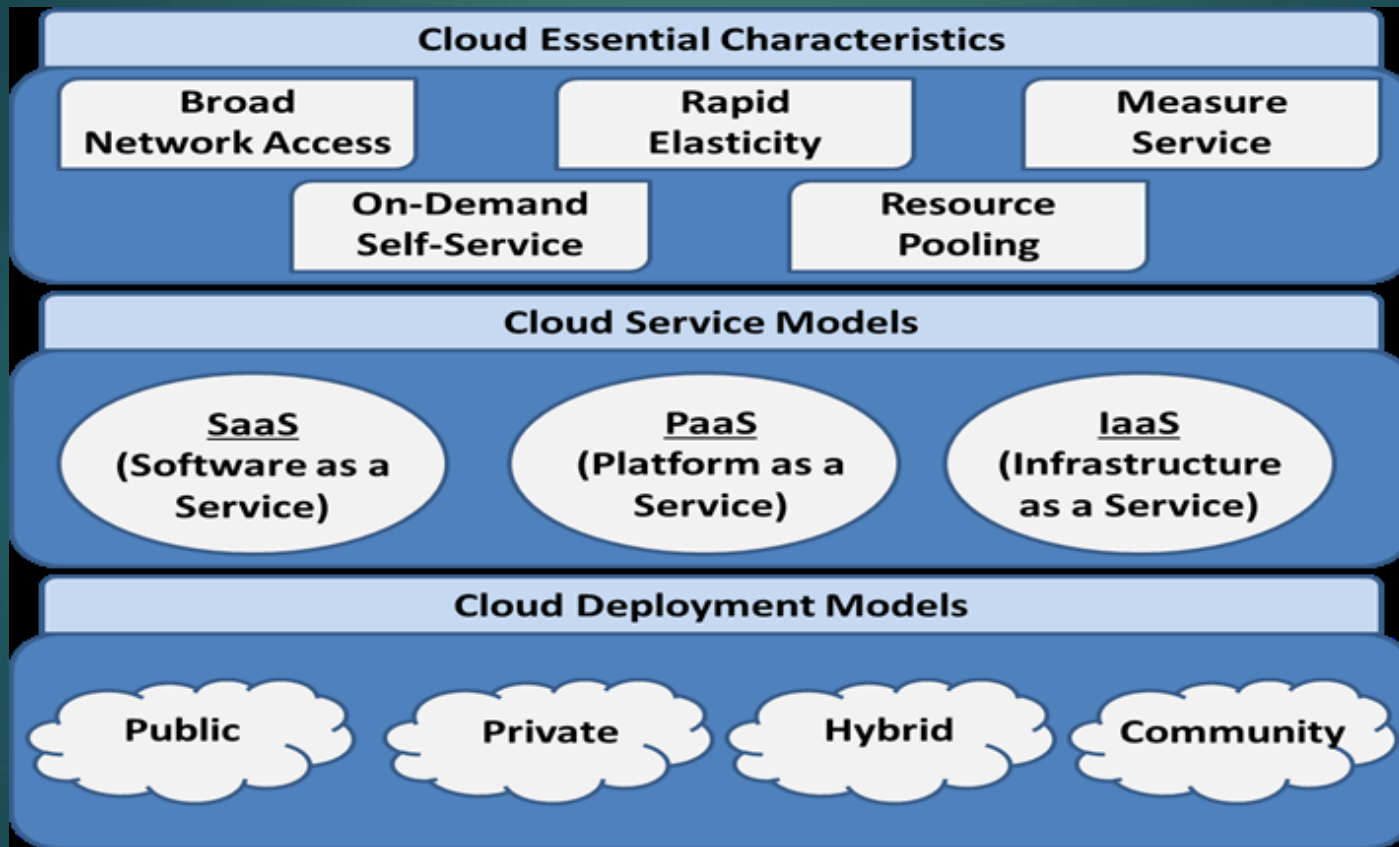 Cloud Essential Characteristics
Broad
Network Access
Rapid
Elasticity
Measure
Service
On-Demand
Self-Service
Resource
Pooling
Cloud Service Models
SaaS
(Software as a
Service)
PaaS
(Platform as a
Service)
IaaS
(Infrastructure
as a Service)
Cloud Deployment Models
Public
Private
Hybrid
Community